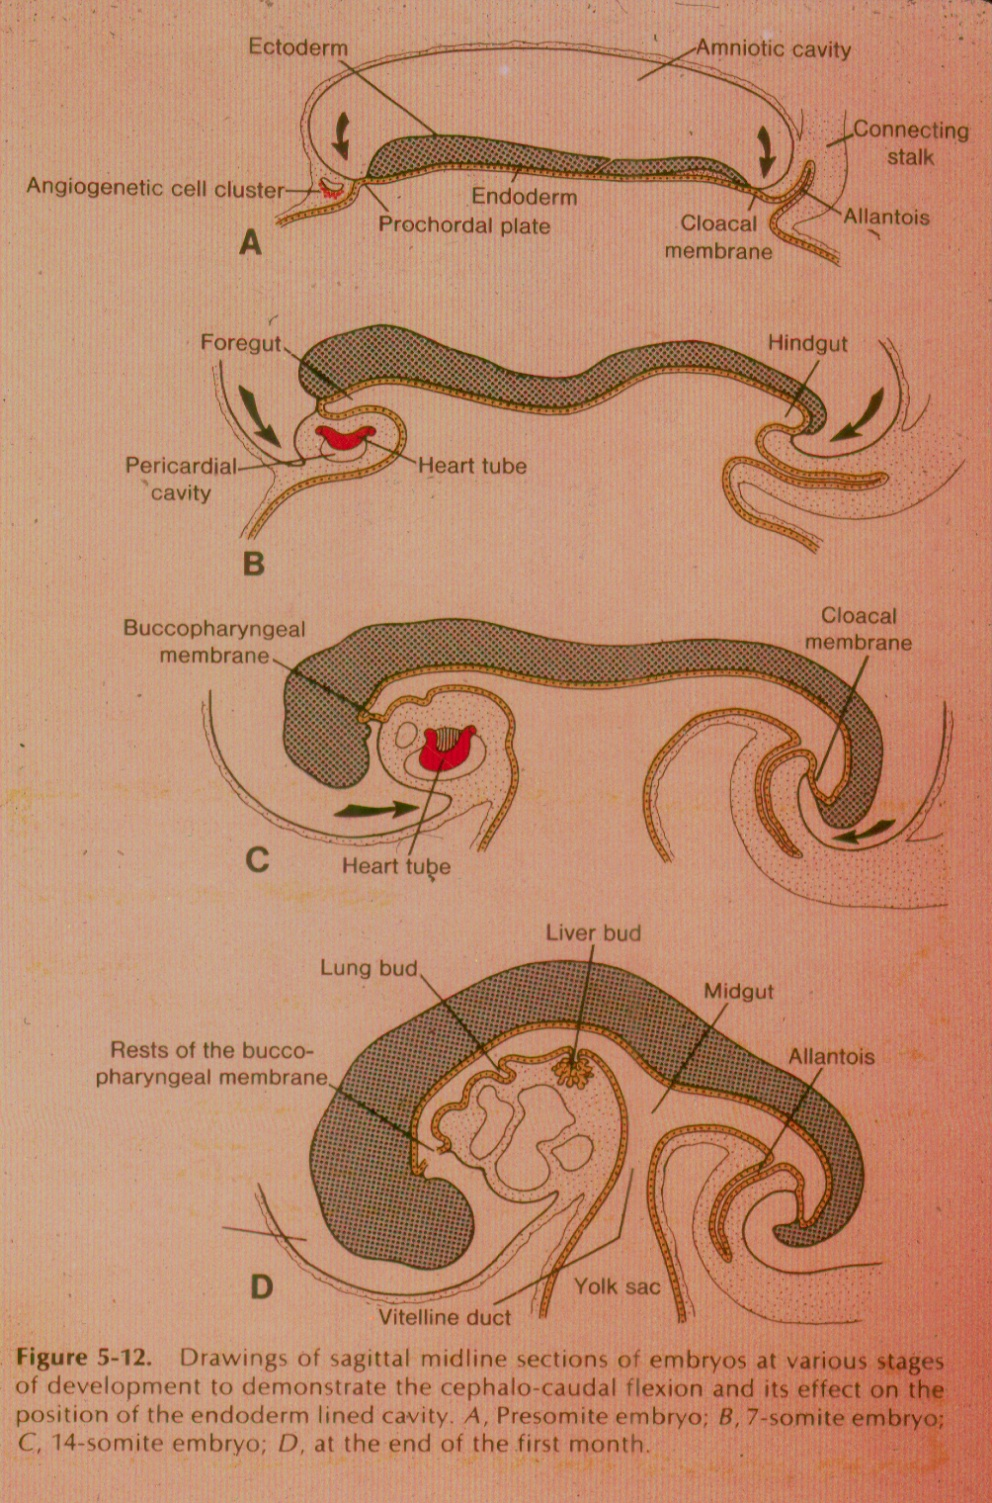 Ectoderm
Amniotic cavity
Connecting
stalk
Angiogenetic cell cluster
Endoderm
Prochordal plate
Cloacal
membrane
Allantois
A
Foregut
Hindgut
Pericardial
cavity
Heart tube
B
Buccopharyngeal
membrane
Cloacal
membrane
Heart tube
C
Liver bud
Lung bud
Midgut
Rests of the bucco-
pharyngeal membrane
Allantois
D
Yolk sac
Vitelline duct
Figure 5-12. Drawings of sagittal midline sections of embryos at various stages
of development to demonstrate the cephalo-caudal flexion and its effect on the
position of the endoderm lined cavity. A, Presomite embryo; B, 7-somite embryo;
C, 14-somite embryo; D, at the end of the first month.